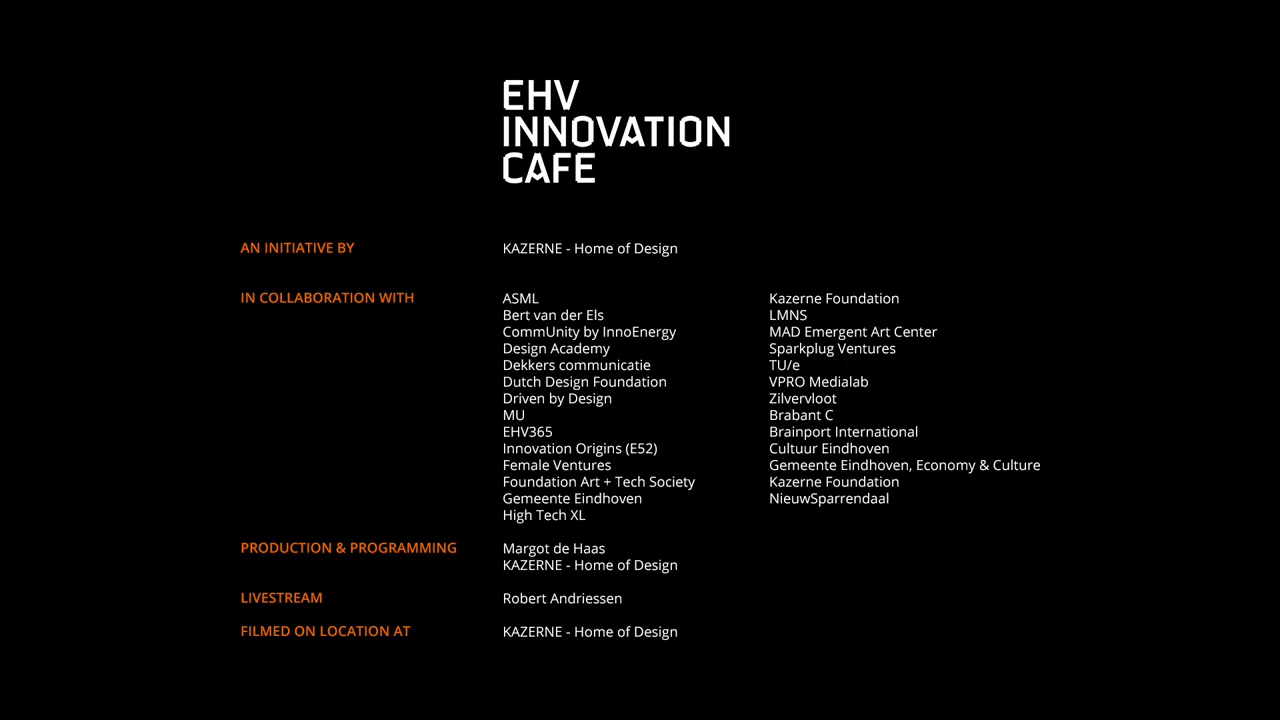 EHV
INNOVATION
CAFE
AN INITIATIVE BY
KAZERNE - Home of Design
IN COLLABORATION WITH
ASML
Bert van der Els
CommUnity by InnoEnergy
Design Academy
Dekkers communicatie
Dutch Design Foundation
Driven by Design
MU
EHV365
Innovation Origins (E52)
Female Ventures
Foundation Art + Tech Society
Gemeente Eindhoven
High Tech XL
Kazerne Foundation
LMNS
MAD Emergent Art Center
Sparkplug Ventures
TU/e
VPRO Medialab
Zilvervloot
Brabant C
Brainport International
Cultuur Eindhoven
Gemeente Eindhoven, Economy & Culture
Kazerne Foundation
NieuwSparrendaal
PRODUCTION & PROGRAMMING
Margot de Haas
KAZERNE - Home of Design
LIVESTREAM
Robert Andriessen
FILMED ON LOCATION AT
KAZERNE - Home of Design